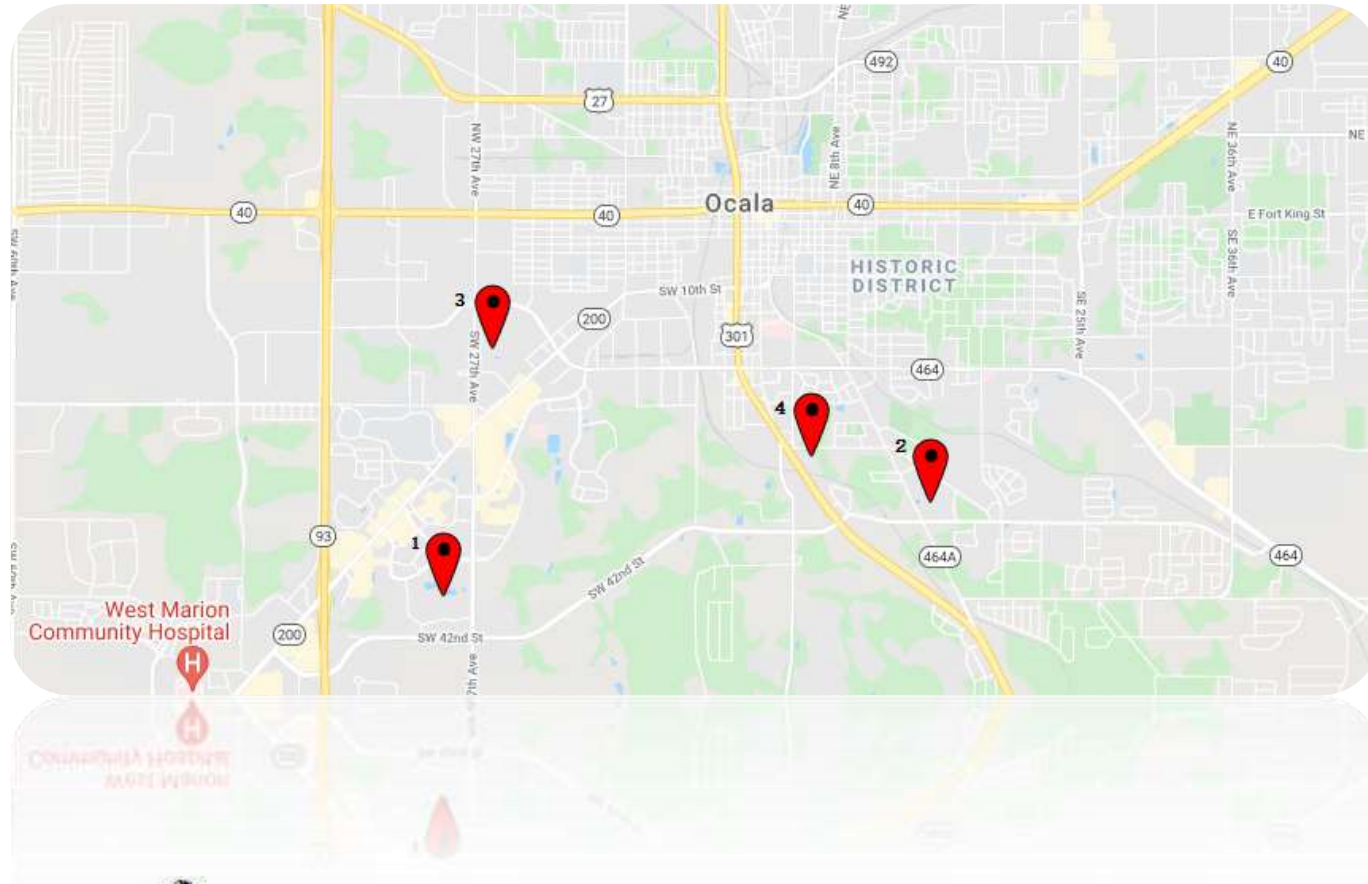 NE
492
40
27
NW 27th Ave
NE 8th Ave
NE 36th Ave
NE
40
40
Ocala
40
E Fort King St
HISTORIC
DISTRICT
SE 36th Ave
SW 10th St
3
200
SE 25th Ave
301
SW 27th Ave
464
4
2
93
1
464A
464
SW 42nd St
West Marion
Community Hospital
200
SW 42nd St
H
7th Ave